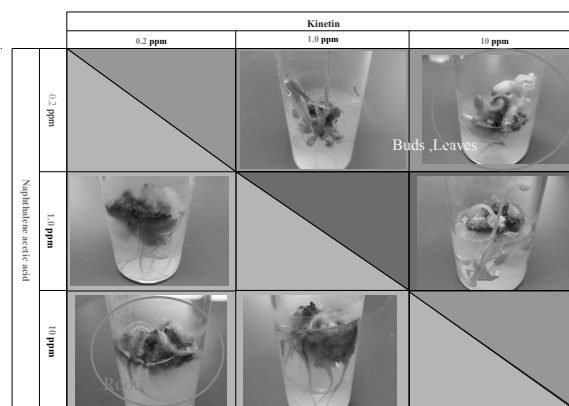 Kinetin
0.2 ppm
1.0 ppm
10 ppm
Naphthalene acetic acid
0.2 ppm
Buds ,Leaves
1.0 ppm
10 ppm
Roots